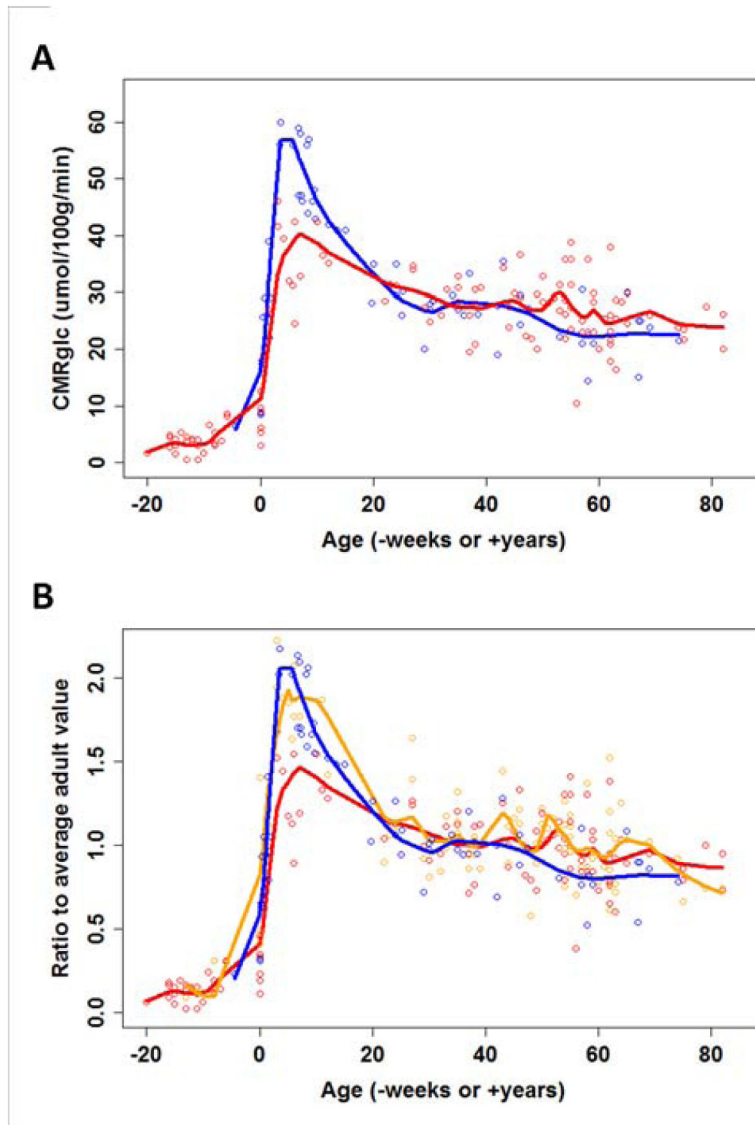 A
CMRglc (umol/100g/min)
60
50
40
30
20
10
0
-20 0 20 40 60 80
Age (-weeks or +years)
B
Ratio to average adult value
2.0
1.5
1.0
0.5
0.0
-20 0 20 40 60 80
Age (-weeks or +years)